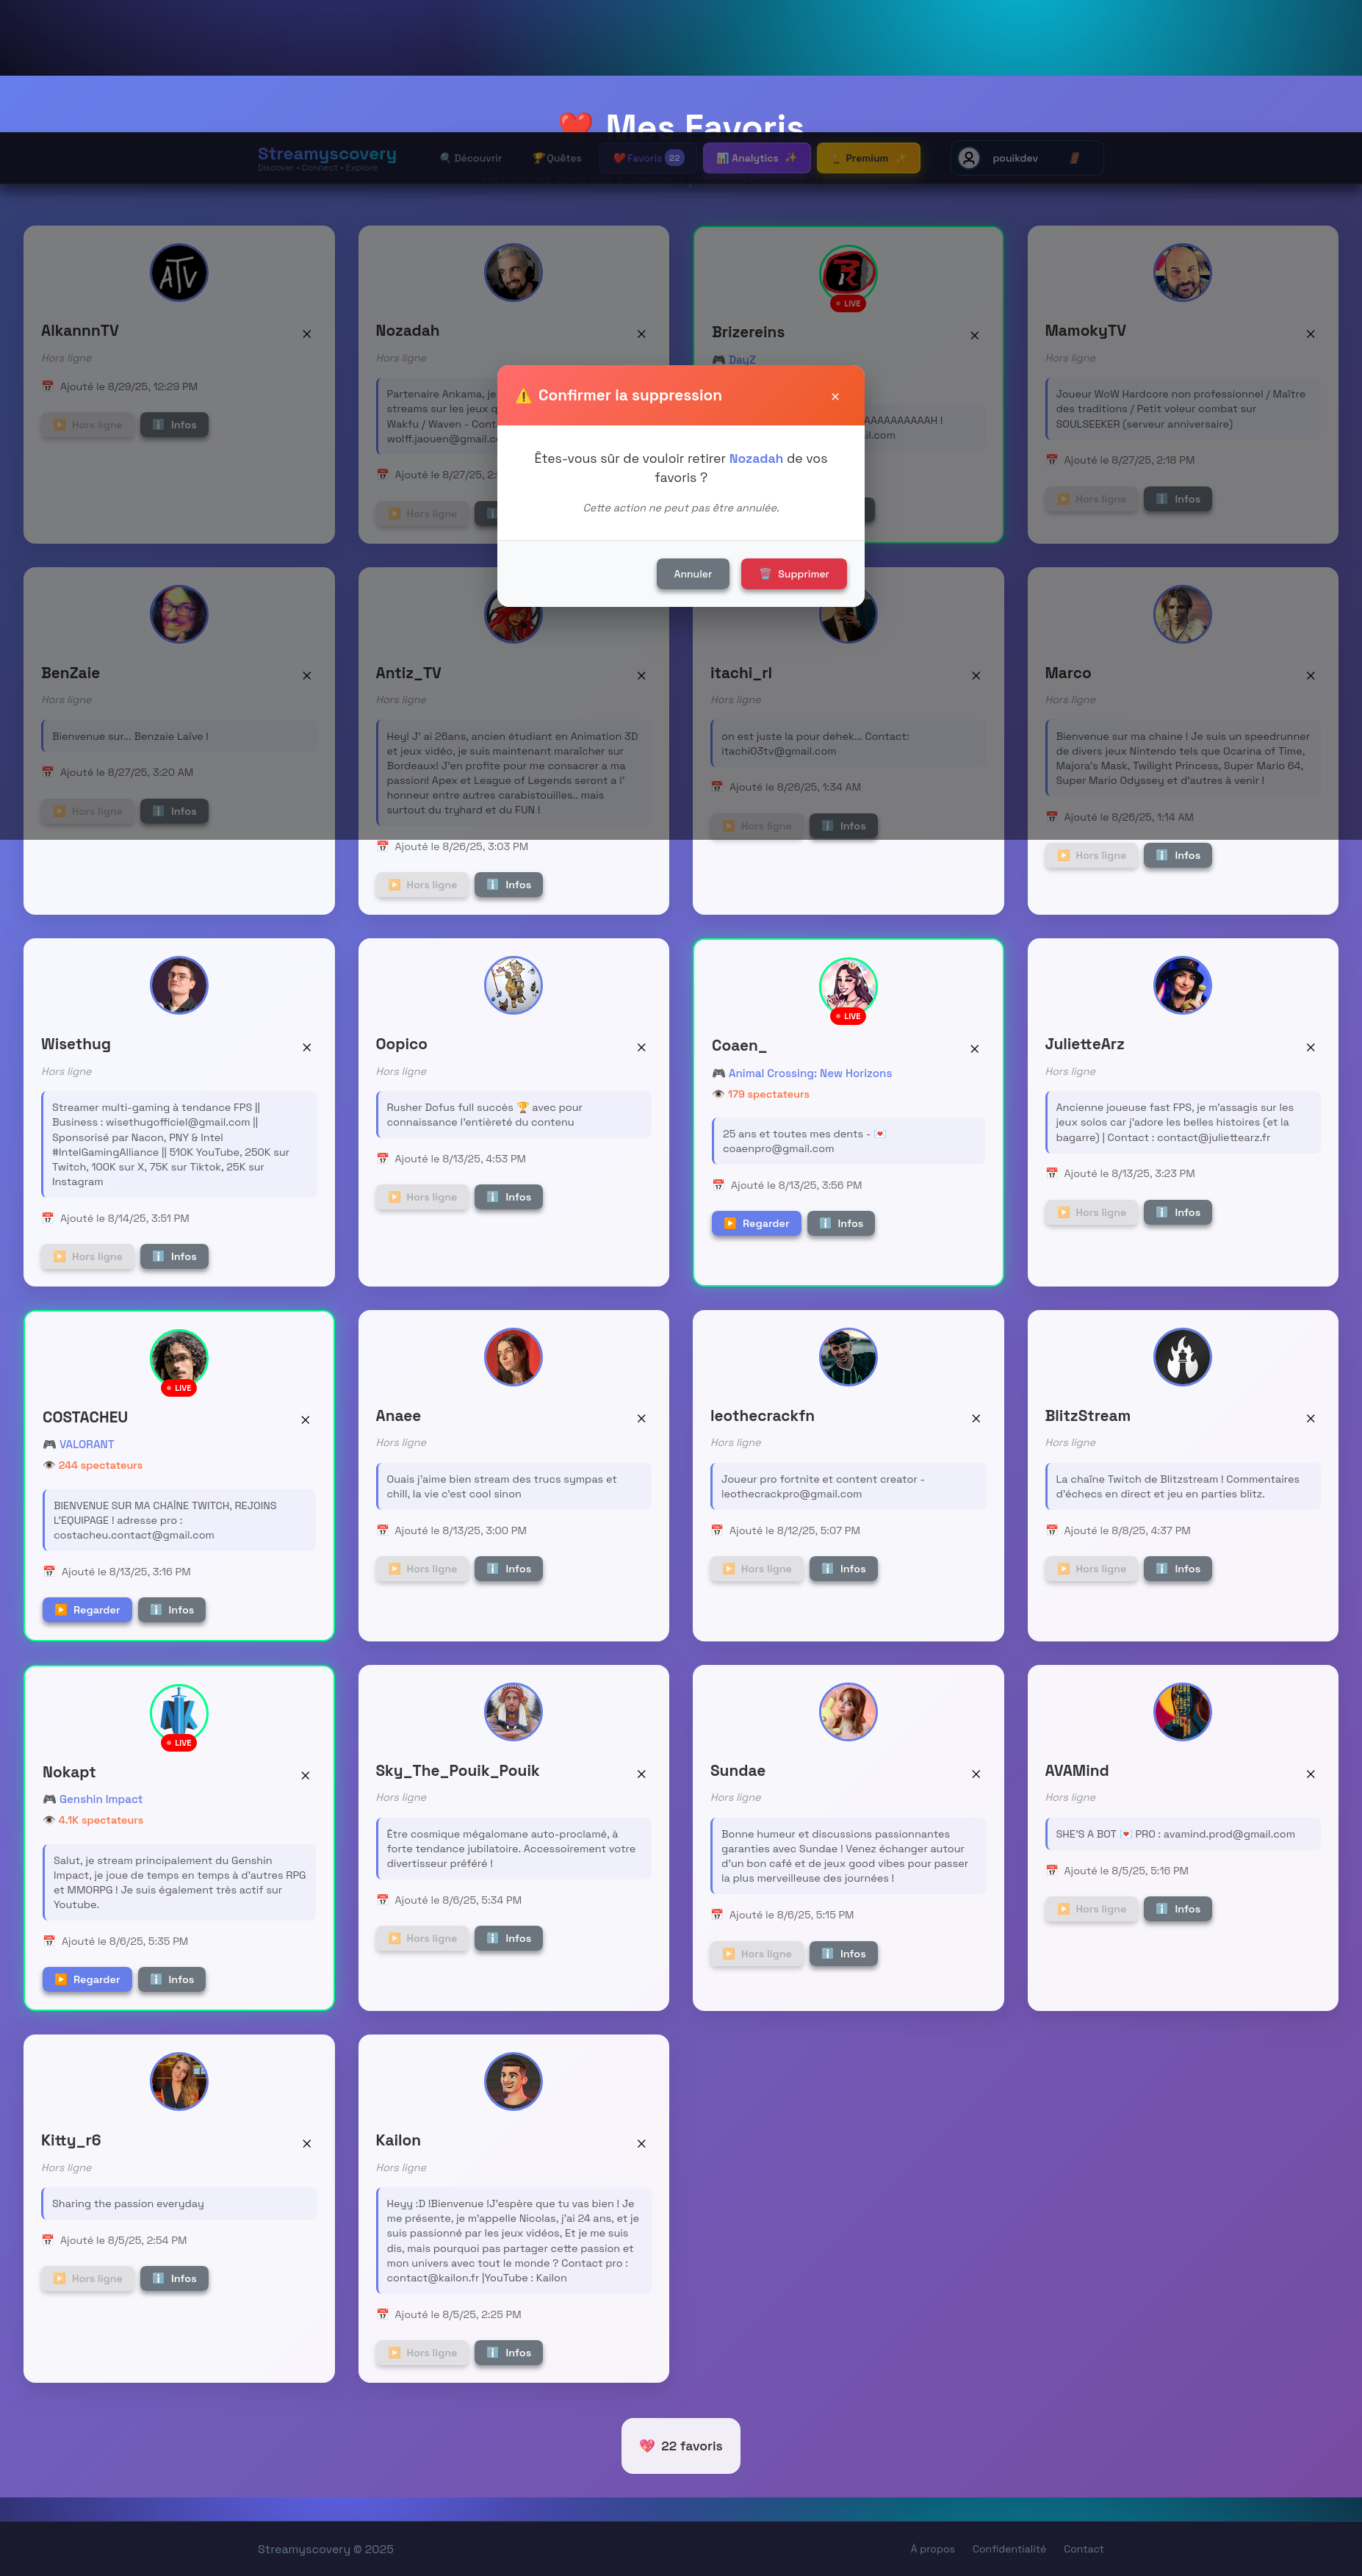 ❤️ Mes Favoris
Streamyscovery
Discover • Connect • Explore
🔍 Découvrir
🏆 Quêtes
❤️ Favoris 22
📊 Analytics ✨
👑 Premium ✨
pouikdev
AlkannnTV ×
Hors ligne
📅 Ajouté le 8/29/25, 12:29 PM
▶️ Hors ligne ℹ️ Infos
Nozadah ×
Hors ligne
Partenaire Ankama, je
streams sur les jeux
Wakfu / Waven - Cont
📅 Ajouté le 8/27/25, 2:
▶️ Hors ligne
LIVE
Brizereins ×
🎮 DayZ
MamokyTV ×
Hors ligne
Joueur WoW Hardcore non professionnel / Maître
des traditions / Petit voleur combat sur
SOULSEEKER (serveur anniversaire)
📅 Ajouté le 8/27/25, 2:18 PM
▶️ Hors ligne ℹ️ Infos
⚠️ Confirmer la suppression ×
Êtes-vous sûr de vouloir retirer Nozadah de vos
favoris ?
Cette action ne peut pas être annulée.
Annuler 🗑️ Supprimer
BenZaie ×
Hors ligne
Bienvenue sur... Benzaie Laïve !
📅 Ajouté le 8/27/25, 3:20 AM
▶️ Hors ligne ℹ️ Infos
Antiz_TV ×
Hors ligne
Hey! J' ai 26ans, ancien étudiant en Animation 3D
et jeux vidéo, je suis maintenant maraîcher sur
Bordeaux! J'en profite pour me consacrer a ma
passion! Apex et League of Legends seront a l'
honneur entre autres carabistouilles.. mais
surtout du tryhard et du FUN !
📅 Ajouté le 8/26/25, 3:03 PM
▶️ Hors ligne ℹ️ Infos
itachi_rl ×
Hors ligne
on est juste la pour dehek... Contact:
itachi03tv@gmail.com
📅 Ajouté le 8/26/25, 1:34 AM
▶️ Hors ligne ℹ️ Infos
Marco ×
Hors ligne
Bienvenue sur ma chaine ! Je suis un speedrunner
de divers jeux Nintendo tels que Ocarina of Time,
Majora's Mask, Twilight Princess, Super Mario 64,
Super Mario Odyssey et d'autres à venir !
📅 Ajouté le 8/26/25, 1:14 AM
▶️ Hors ligne ℹ️ Infos
Wisethug ×
Hors ligne
Streamer multi-gaming à tendance FPS ||
Business : wisethugofficiel@gmail.com ||
Sponsorisé par Nacon, PNY & Intel
#IntelGamingAlliance || 510K YouTube, 250K sur
Twitch, 100K sur X, 75K sur Tiktok, 25K sur
Instagram
📅 Ajouté le 8/14/25, 3:51 PM
▶️ Hors ligne ℹ️ Infos
Oopico ×
Hors ligne
Rusher Dofus full succès 🏆 avec pour
connaissance l'entièreté du contenu
📅 Ajouté le 8/13/25, 4:53 PM
▶️ Hors ligne ℹ️ Infos
LIVE
Coaen_ ×
🎮 Animal Crossing: New Horizons
👁️ 179 spectateurs
25 ans et toutes mes dents - 💌
coaenpro@gmail.com
📅 Ajouté le 8/13/25, 3:56 PM
▶️ Regarder ℹ️ Infos
JulietteArz ×
Hors ligne
Ancienne joueuse fast FPS, je m'assagis sur les
jeux solos car j'adore les belles histoires (et la
bagarre) | Contact : contact@juliettearz.fr
📅 Ajouté le 8/13/25, 3:23 PM
▶️ Hors ligne ℹ️ Infos
LIVE
COSTACHEU ×
🎮 VALORANT
👁️ 244 spectateurs
BIENVENUE SUR MA CHAÎNE TWITCH, REJOINS
L'EQUIPAGE ! adresse pro :
costacheu.contact@gmail.com
📅 Ajouté le 8/13/25, 3:16 PM
▶️ Regarder ℹ️ Infos
Anaee ×
Hors ligne
Ouais j'aime bien stream des trucs sympas et
chill, la vie c'est cool sinon
📅 Ajouté le 8/13/25, 3:00 PM
▶️ Hors ligne ℹ️ Infos
leothecrackfn ×
Hors ligne
Joueur pro fortnite et content creator -
leothecrackpro@gmail.com
📅 Ajouté le 8/12/25, 5:07 PM
▶️ Hors ligne ℹ️ Infos
BlitzStream ×
Hors ligne
La chaîne Twitch de Blitzstream ! Commentaires
d'échecs en direct et jeu en parties blitz.
📅 Ajouté le 8/8/25, 4:37 PM
▶️ Hors ligne ℹ️ Infos
LIVE
Nokapt ×
🎮 Genshin Impact
👁️ 4.1K spectateurs
Salut, je stream principalement du Genshin
Impact, je joue de temps en temps à d'autres RPG
et MMORPG ! Je suis également très actif sur
Youtube.
📅 Ajouté le 8/6/25, 5:35 PM
▶️ Regarder ℹ️ Infos
Sky_The_Pouik_Pouik ×
Hors ligne
Être cosmique mégalomane auto-proclamé, à
forte tendance jubilatoire. Accessoirement votre
divertisseur préféré !
📅 Ajouté le 8/6/25, 5:34 PM
▶️ Hors ligne ℹ️ Infos
Sundae ×
Hors ligne
Bonne humeur et discussions passionnantes
garanties avec Sundae ! Venez échanger autour
d'un bon café et de jeux good vibes pour passer
la plus merveilleuse des journées !
📅 Ajouté le 8/6/25, 5:15 PM
▶️ Hors ligne ℹ️ Infos
AVAMind ×
Hors ligne
SHE'S A BOT 💌 PRO : avamind.prod@gmail.com
📅 Ajouté le 8/5/25, 5:16 PM
▶️ Hors ligne ℹ️ Infos
Kitty_r6 ×
Hors ligne
Sharing the passion everyday
📅 Ajouté le 8/5/25, 2:54 PM
▶️ Hors ligne ℹ️ Infos
Kailon ×
Hors ligne
Heyy :D !Bienvenue !J'espère que tu vas bien ! Je
me présente, je m'appelle Nicolas, j'ai 24 ans, et je
suis passionné par les jeux vidéos, Et je me suis
dis, mais pourquoi pas partager cette passion et
mon univers avec tout le monde ? Contact pro :
contact@kailon.fr |YouTube : Kailon
📅 Ajouté le 8/5/25, 2:25 PM
▶️ Hors ligne ℹ️ Infos
💖 22 favoris
Streamyscovery © 2025
À propos Confidentialité Contact